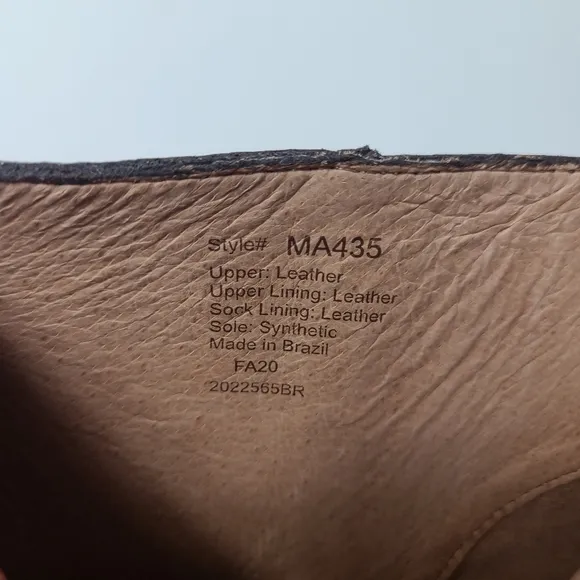 Style# MA435
Upper: Leather
Upper Lining: Leather
Sock Lining: Leather
Sole: Synthetic
Made in Brazil
FA20
2022565BR